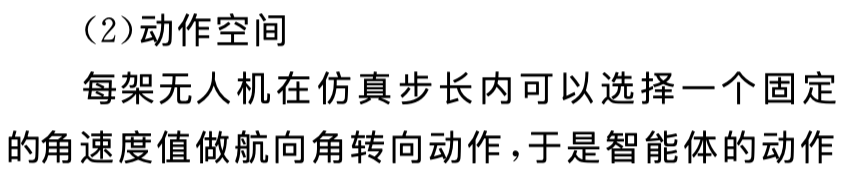 (2)动作空间
每架无人机在仿真步长内可以选择一个固定
的角速度值做航向角转向动作,于是智能体的动作